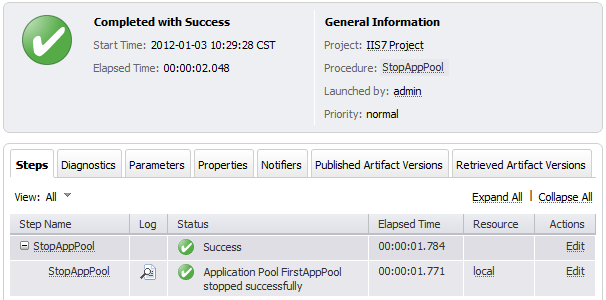 Completed with Success
Start Time: 2012-01-03 10:29:28 CST
Elapsed Time: 00:00:02.048
General Information
Project: IIS7 Project
Procedure: StopAppPool
Launched by: admin
Priority: normal
Steps Diagnostics Parameters Properties Notifiers Published Artifact Versions Retrieved Artifact Versions
View: All Expand All Collapse All
Step Name Log Status Elapsed Time Resource Actions
StopAppPool Success 00:00:01.784 Edit
StopAppPool Application Pool FirstAppPool 00:00:01.771 local Edit
stopped successfully